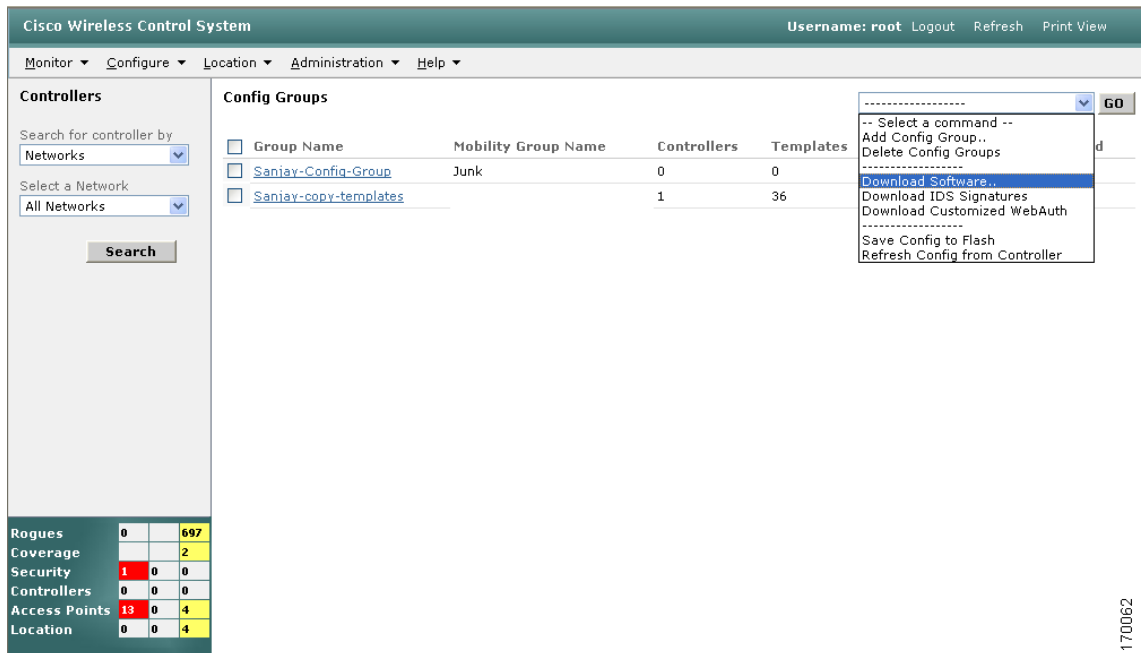 Cisco Wireless Control System
Username: root Logout Refresh Print View
Monitor Configure Location Administration Help
Controllers
Search for controller by
Networks
Select a Network
All Networks
Search
Config Groups
------------------ GO
-- Select a command --
Add Config Group..
Delete Config Groups
------------------
Download Software..
Download IDS Signatures
Download Customized WebAuth
------------------
Save Config to Flash
Refresh Config from Controller
Group Name Mobility Group Name Controllers Templates d
Sanjay-Config-Group Junk 0 0
Sanjay-copy-templates 1 36
Rogues 0 697
Coverage 2
Security 1 0 0
Controllers 0 0 0
Access Points 13 0 4
Location 0 0 4
170062